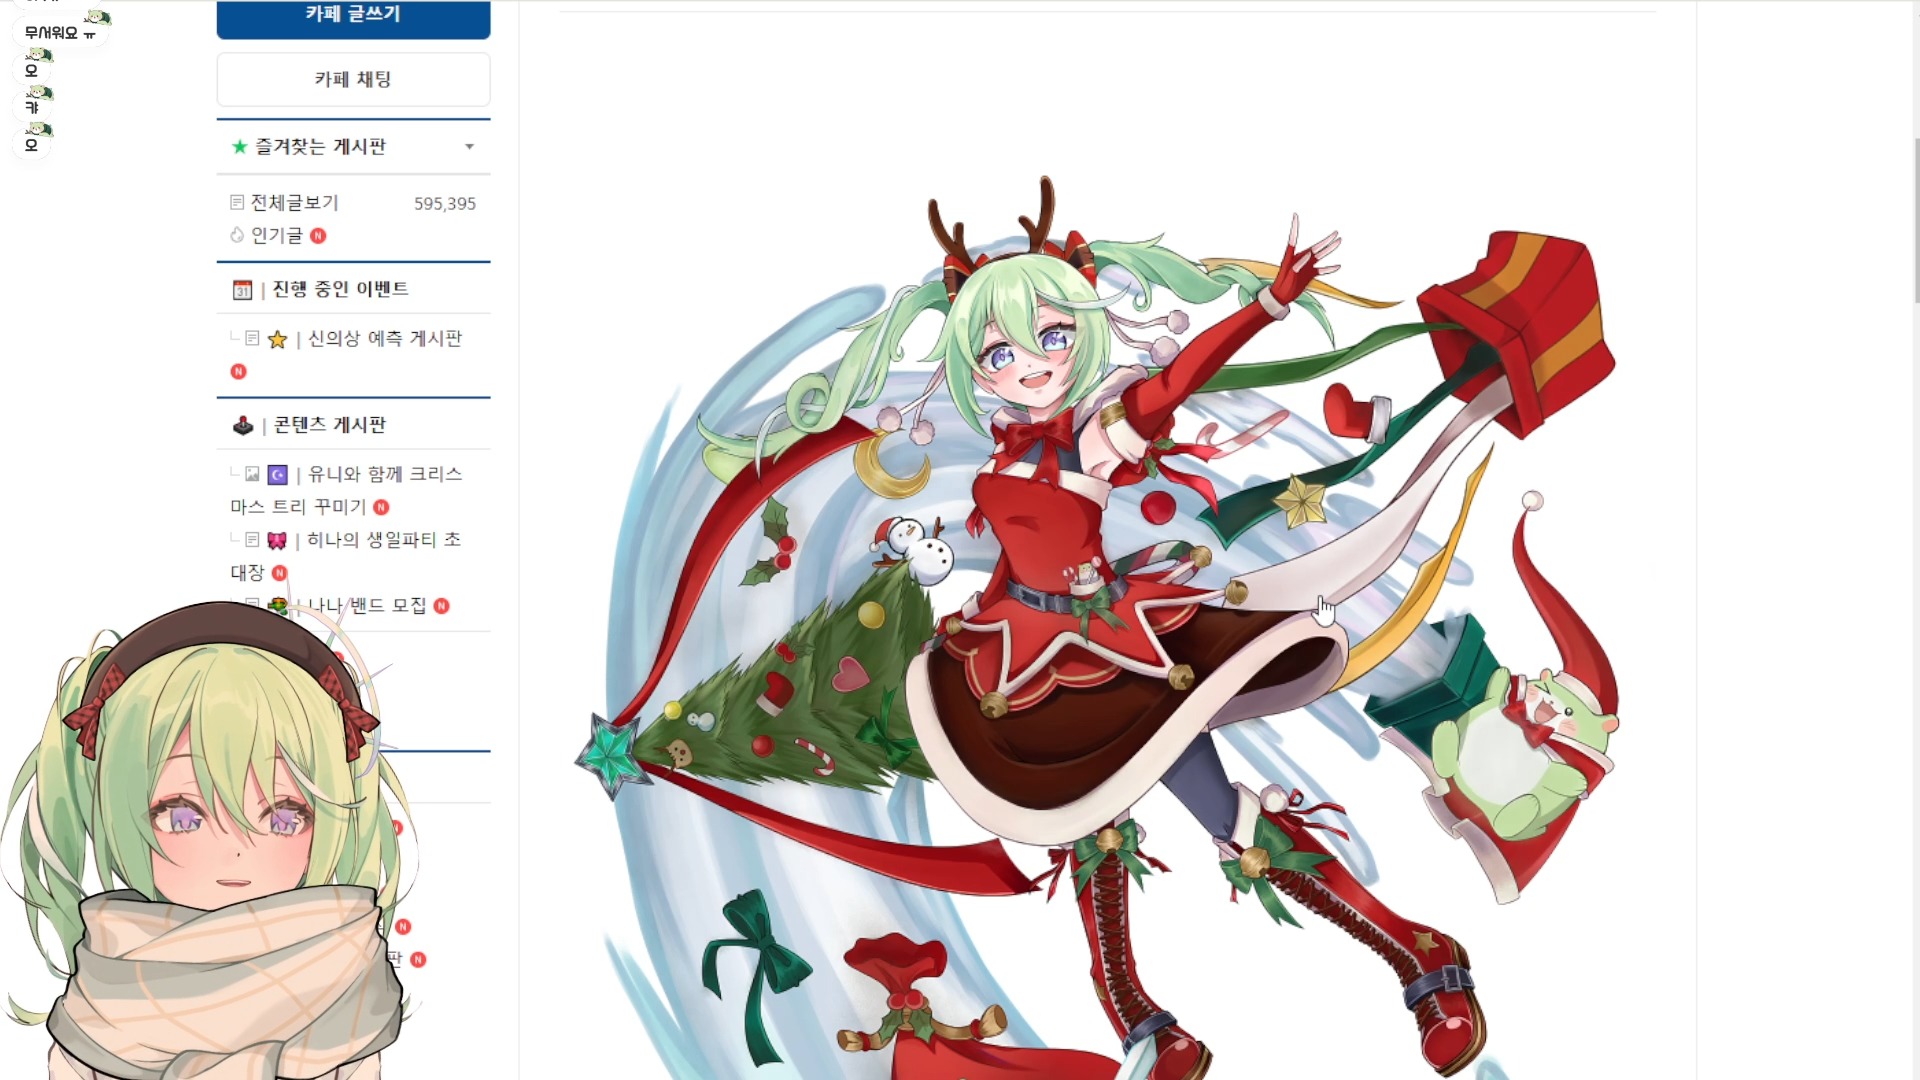 무서워요 ㅠ
오
캬
오
카페 글쓰기
카페 채팅
즐겨찾는 게시판
전체글보기 595,395
인기글 N
31 | 진행 중인 이벤트
| 신의상 예측 게시판
N
| 콘텐츠 게시판
| 유니와 함께 크리스
마스 트리 꾸미기 N
| 히나의 생일파티 초
대장 N
| 나나 밴드 모집 N
N
N
판 N